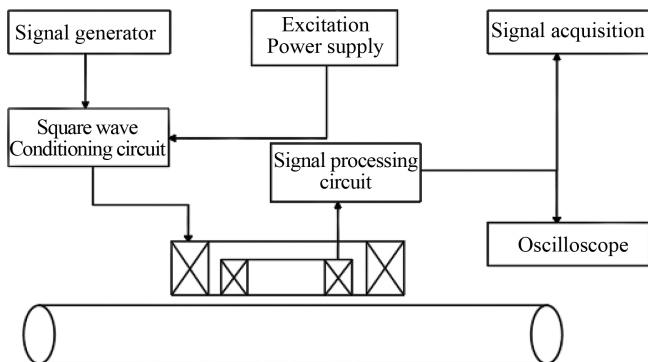 Signal generator
Excitation
Power supply
Signal acquisition
Square wave
Conditioning circuit
Signal processing
circuit
Oscilloscope